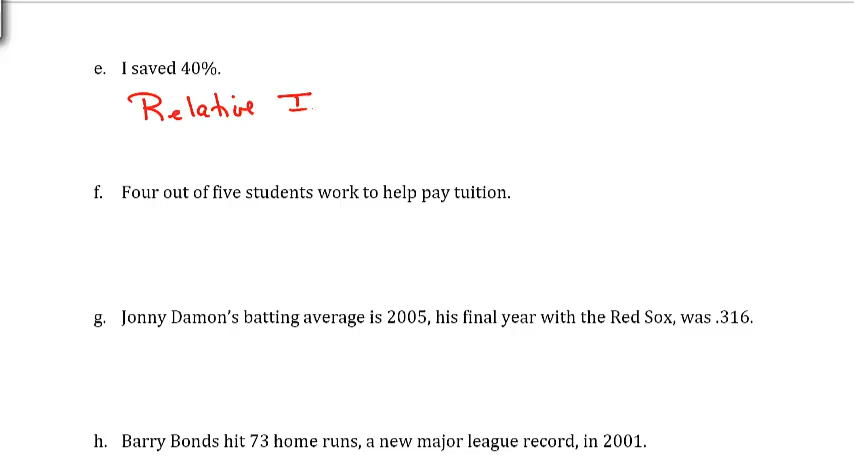 e. I saved 40%.
Relative I
f. Four out of five students work to help pay tuition.
g. Jonny Damon's batting average is 2005, his final year with the Red Sox, was .316.
h. Barry Bonds hit 73 home runs, a new major league record, in 2001.